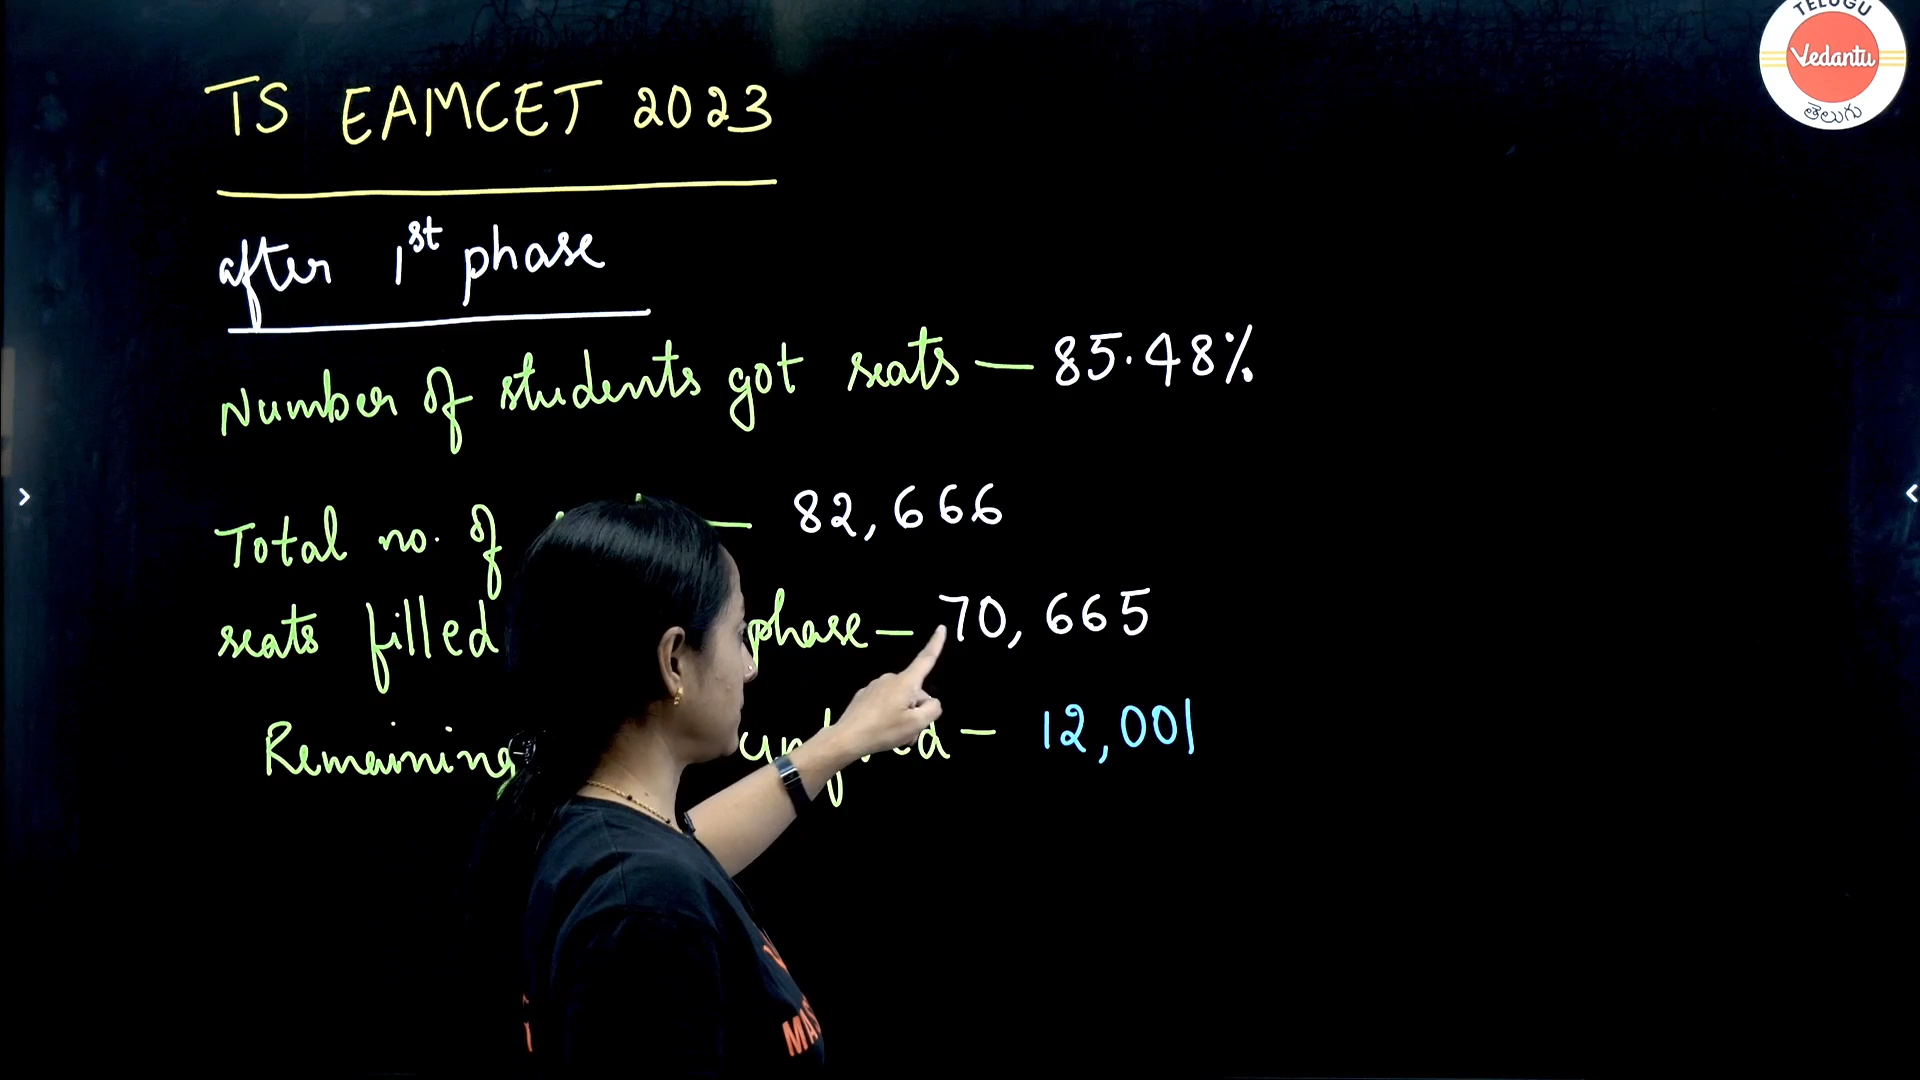 TELUGU
Vedantu
తెలుగు
TS EAMCET 2023
after 1st phase
Number of students got seats — 85.48%
Total no. of — 82,666
seats filled phase — 70,665
Remaining — 12,001